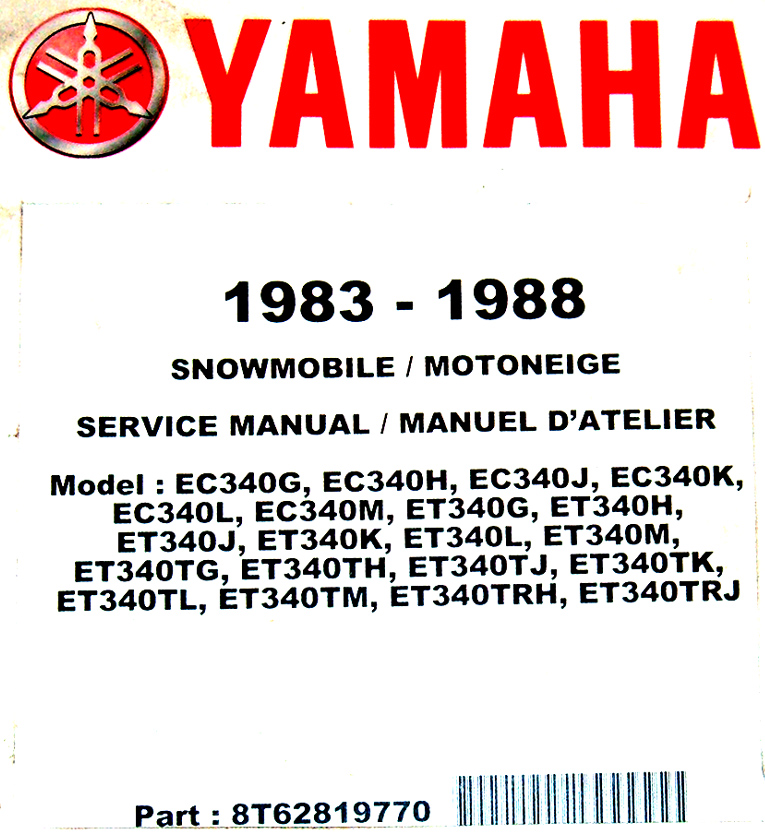 YAMAHA
1983 - 1988
SNOWMOBILE / MOTONEIGE
SERVICE MANUAL / MANUEL D'ATELIER
Model : EC340G, EC340H, EC340J, EC340K,
EC340L, EC340M, ET340G, ET340H,
ET340J, ET340K, ET340L, ET340M,
ET340TG, ET340TH, ET340TJ, ET340TK,
ET340TL, ET340TM, ET340TRH, ET340TRJ
Part : 8T62819770